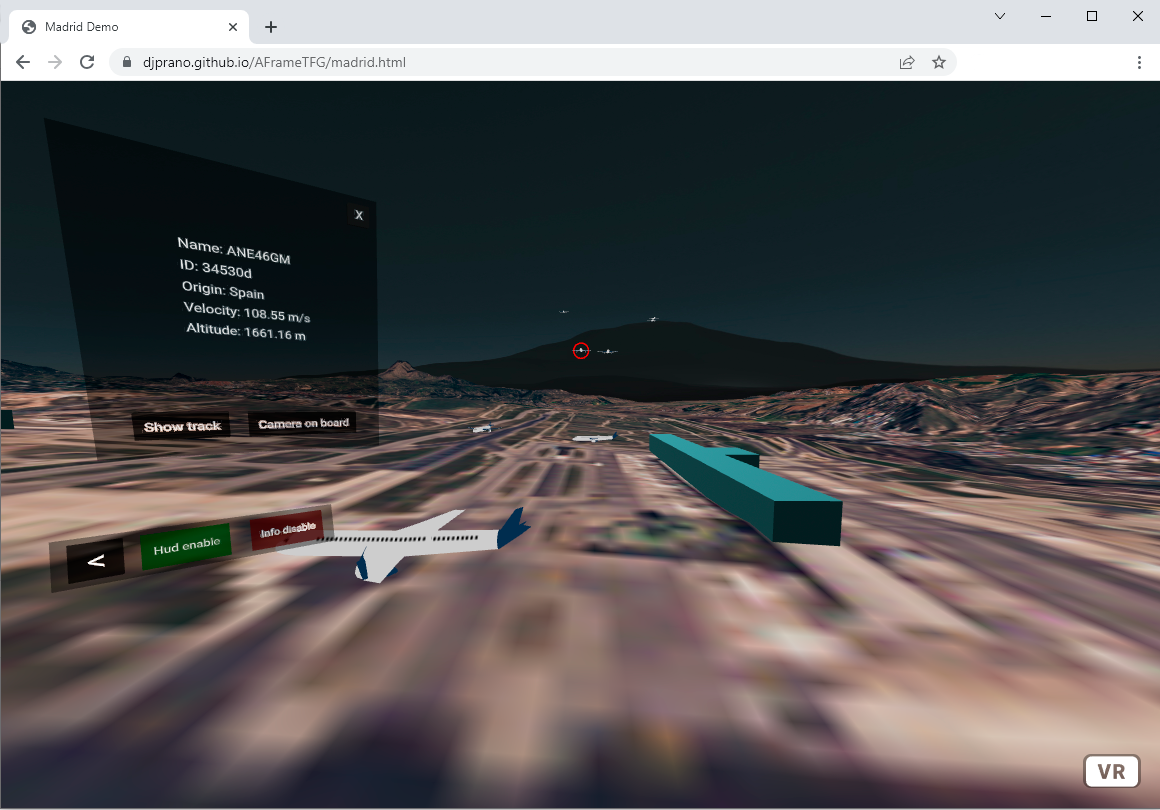 Madrid Demo
djprano.github.io/AFrameTFG/madrid.html
X
Name: ANE46GM
ID: 34530d
Origin: Spain
Velocity: 108.55 m/s
Altitude: 1661.16 m
Show track
Camera on board
<
Hud enable
Info disable
VR